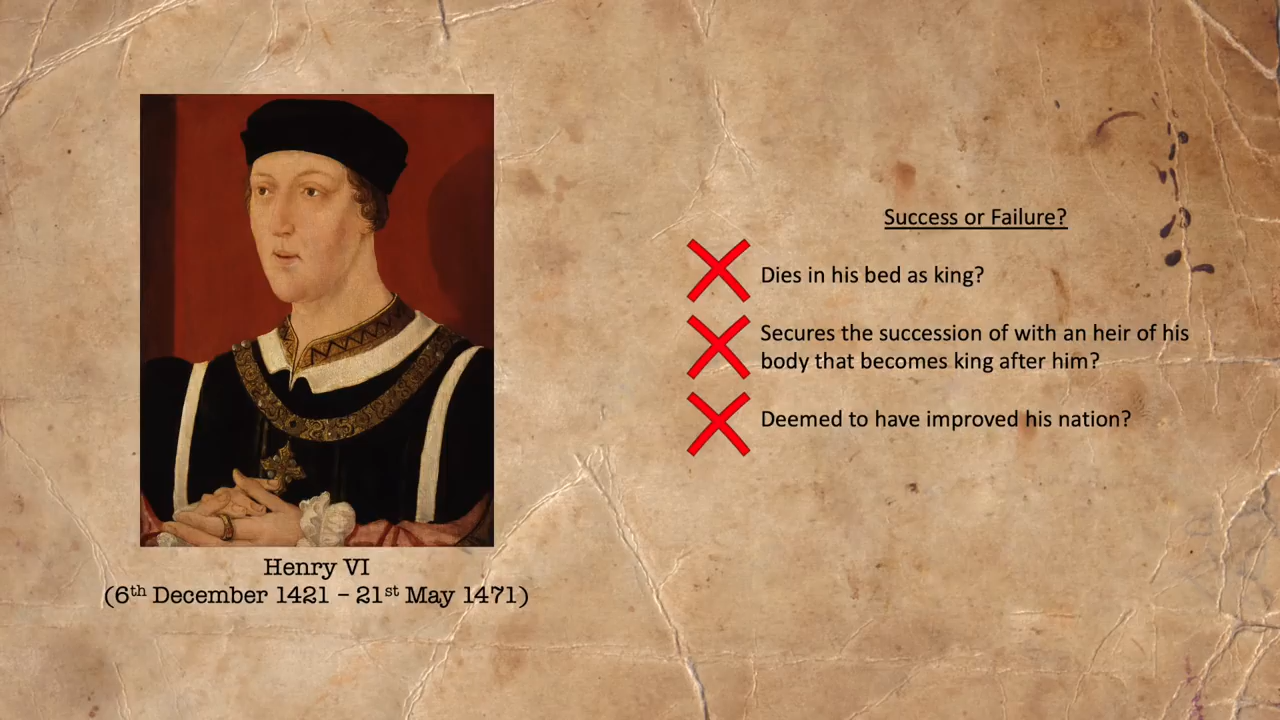 Success or Failure?
Dies in his bed as king?
Secures the succession of with an heir of his
body that becomes king after him?
Deemed to have improved his nation?
Henry VI
(6th December 1421 – 21st May 1471)